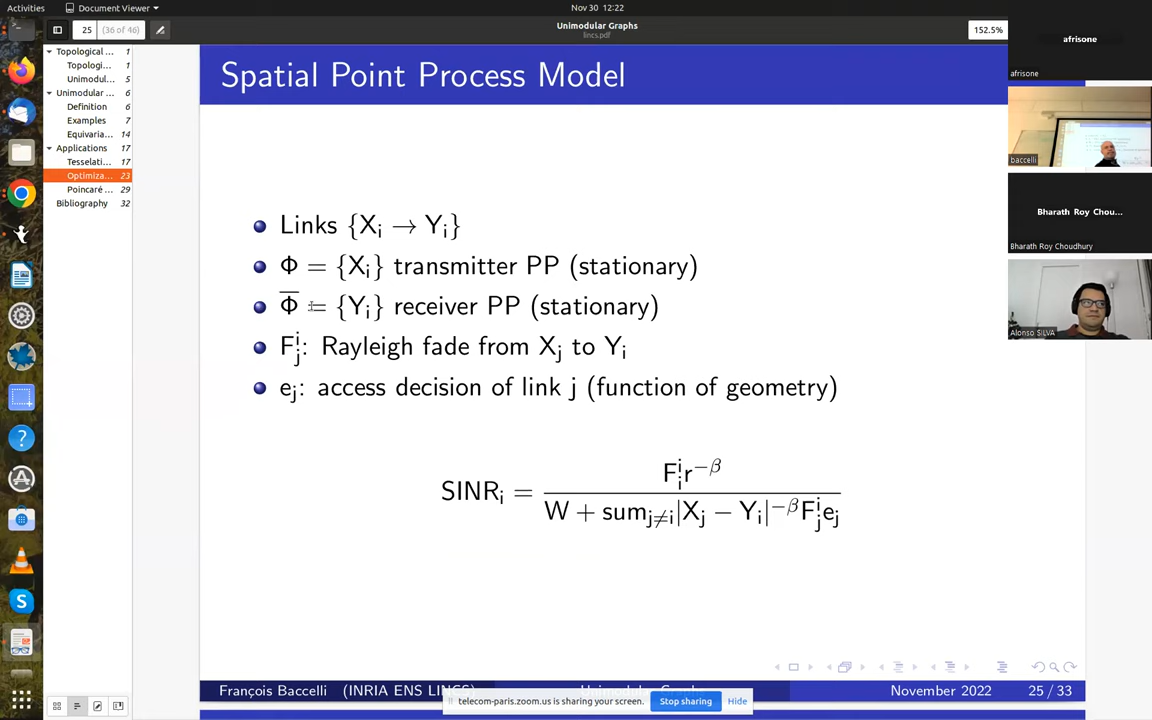 Activities
Document Viewer
Nov 30 12:22
25
(36 of 46)
Unimodular Graphs
lincs.pdf
152.5%
Topological ... 1
Topologi... 1
Unimodul... 5
Unimodular ... 6
Definition 6
Examples 7
Equivaria... 14
Applications 17
Tesselati... 17
Optimiza... 23
Poincaré ... 29
Bibliography 32
Spatial Point Process Model
Links {Xᵢ → Yᵢ}
Φ = {Xᵢ} transmitter PP (stationary)
Φ̅ = {Yᵢ} receiver PP (stationary)
Fⱼⁱ: Rayleigh fade from Xⱼ to Yᵢ
eⱼ: access decision of link j (function of geometry)
SINRᵢ = Fᵢⁱr^−β / (W + sum_j≠i |Xⱼ − Yᵢ|^−β Fⱼⁱeⱼ)
François Baccelli (INRIA ENS LINCS)
November 2022
25 / 33
telecom-paris.zoom.us is sharing your screen.
Stop sharing
Hide
afrisone
afrisone
baccelli
Bharath Roy Chou...
Bharath Roy Choudhury
Alonso SILVA